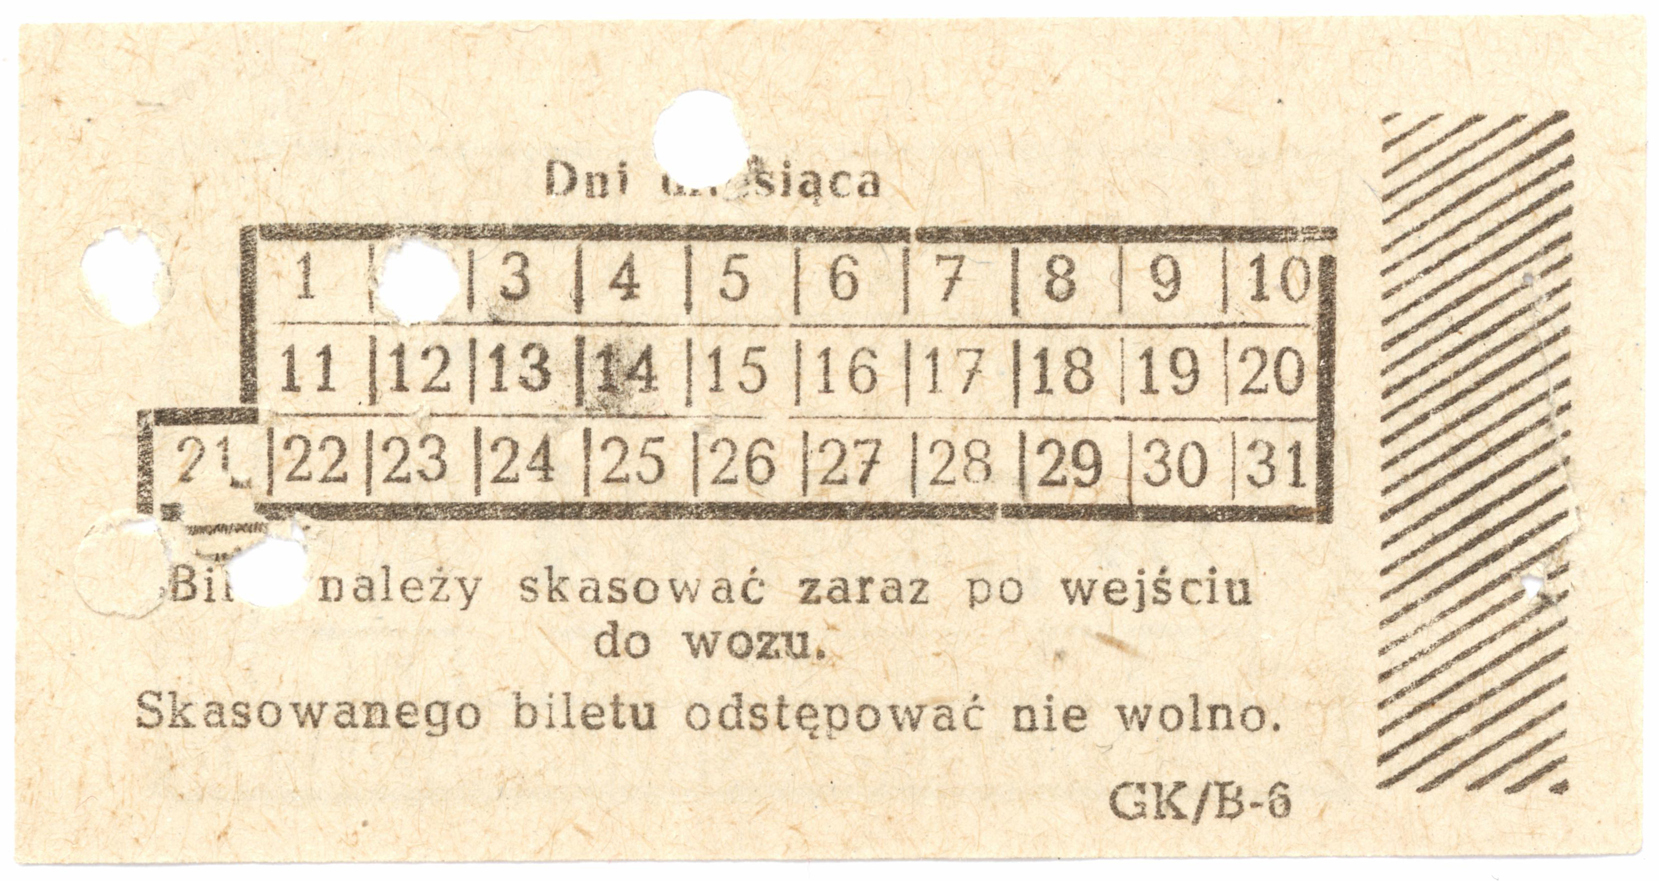 Dni
1 | | 3 | 4 | 5 | 6 | 7 | 8 | 9 | 10
11 | 12 | 13 | 14 | 15 | 16 | 17 | 18 | 19 | 20
21 | 22 | 23 | 24 | 25 | 26 | 27 | 28 | 29 | 30 | 31
należy skasować zaraz po wejściu
do wozu.
Skasowanego biletu odstępować nie wolno.
GK/B-6